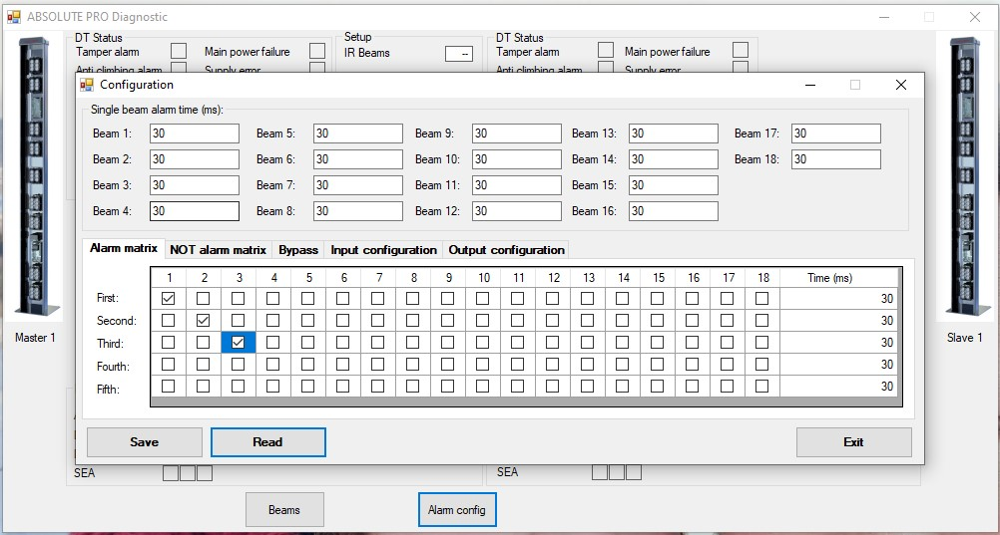 ABSOLUTE PRO Diagnostic
DT Status
Setup
DT Status
Tamper alarm Main power failure IR Beams -- Tamper alarm Main power failure
Anti climbing alarm Supply error Anti climbing alarm Supply error
Configuration
Single beam alarm time (ms):
Beam 1: 30 Beam 5: 30 Beam 9: 30 Beam 13: 30 Beam 17: 30
Beam 2: 30 Beam 6: 30 Beam 10: 30 Beam 14: 30 Beam 18: 30
Beam 3: 30 Beam 7: 30 Beam 11: 30 Beam 15: 30
Beam 4: 30 Beam 8: 30 Beam 12: 30 Beam 16: 30
Alarm matrix NOT alarm matrix Bypass Input configuration Output configuration
1 2 3 4 5 6 7 8 9 10 11 12 13 14 15 16 17 18 Time (ms)
First: 30
Second: 30
Third: 30
Fourth: 30
Fifth: 30
Master 1
Slave 1
Save Read Exit
SEA SEA
Beams Alarm config